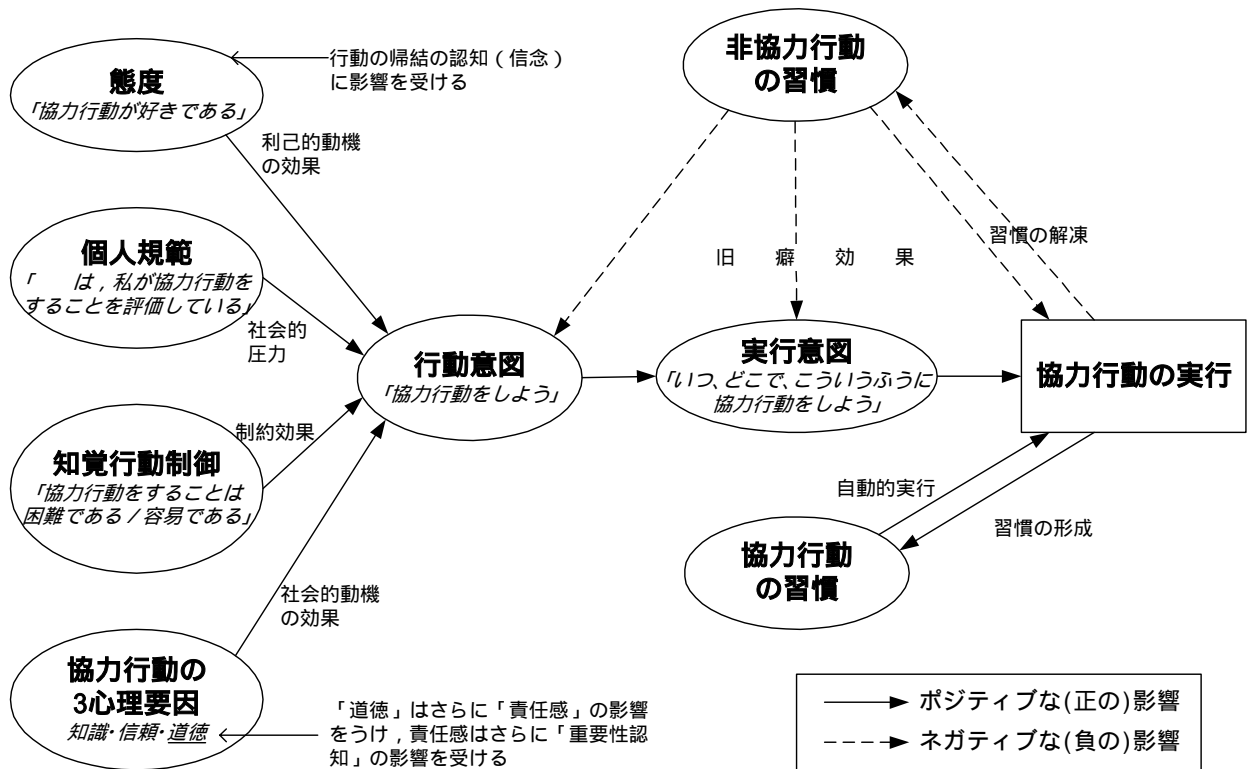 態度
「協力行動が好きである」
行動の帰結の認知（信念）
に影響を受ける
利己的動機
の効果
個人規範
「　　は，私が協力行動を
することを評価している」
社会的
圧力
知覚行動制御
「協力行動をすることは
困難である／容易である」
制約効果
協力行動の
3心理要因
知識・信頼・道徳
社会的動機
の効果
「道徳」はさらに「責任感」の影響
をうけ，責任感はさらに「重要性認
知」の影響を受ける
行動意図
「協力行動をしよう」
非協力行動
の習慣
旧　癖　効　果
習慣の解凍
実行意図
「いつ、どこで、こういうふうに
協力行動をしよう」
協力行動の実行
自動的実行
習慣の形成
協力行動
の習慣
ポジティブな(正の)影響
ネガティブな(負の)影響